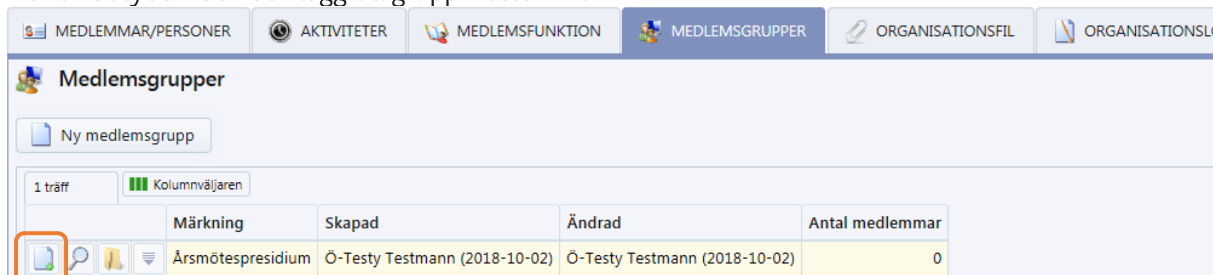 MEDLEMMAR/PERSONER AKTIVITETER MEDLEMSFUNKTION MEDLEMSGRUPPER ORGANISATIONSFIL ORGANISATIONSL
Medlemsgrupper
Ny medlemsgrupp
1 träff Kolumnväljaren
Märkning Skapad Ändrad Antal medlemmar
Årsmötespresidium Ö-Testy Testmann (2018-10-02) Ö-Testy Testmann (2018-10-02) 0